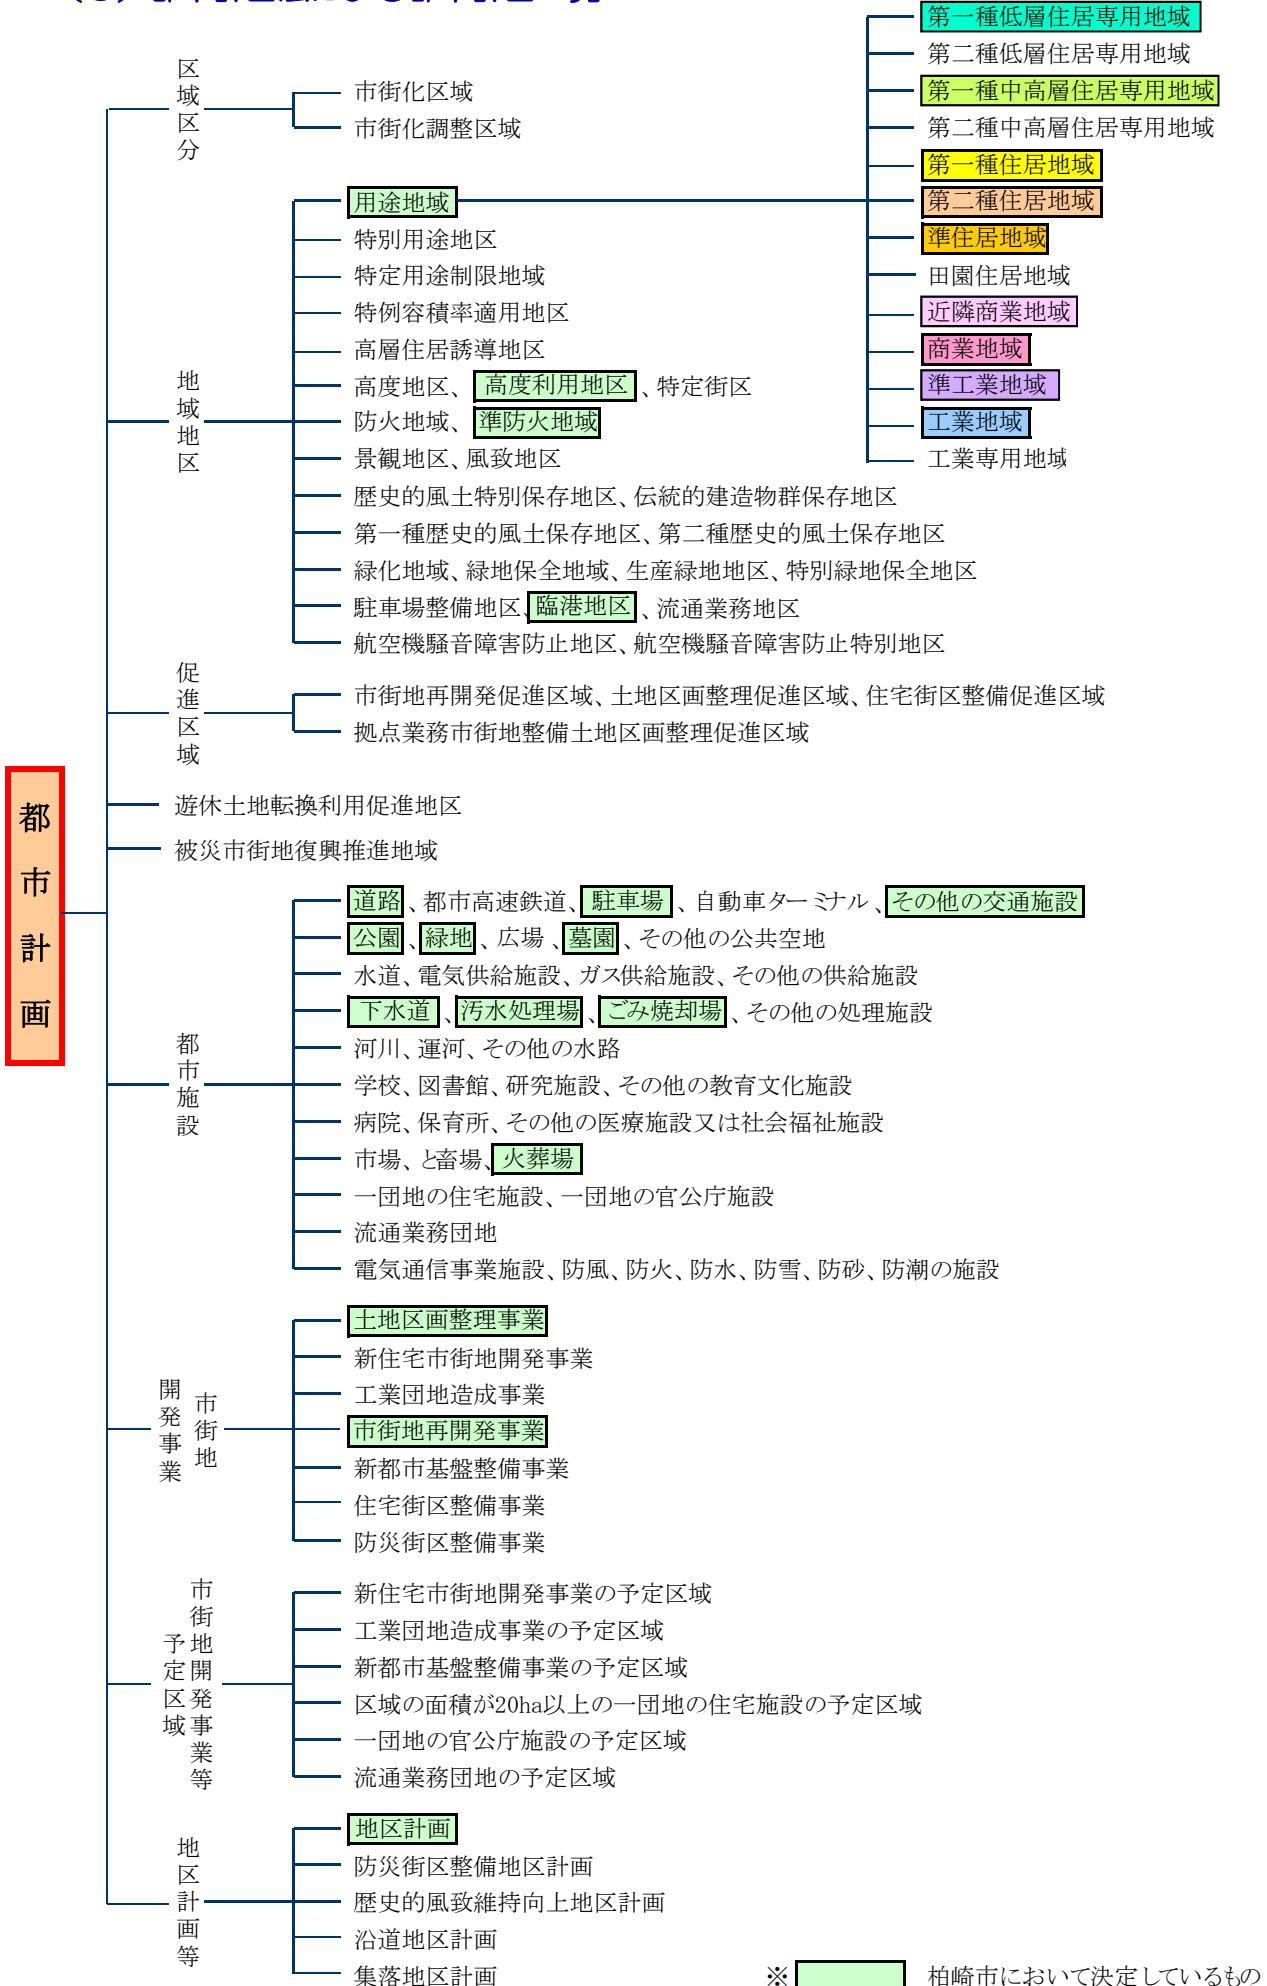 都市計画
区域区分
市街化区域
市街化調整区域
地域地区
用途地域
第一種低層住居専用地域
第二種低層住居専用地域
第一種中高層住居専用地域
第二種中高層住居専用地域
第一種住居地域
第二種住居地域
準住居地域
田園住居地域
近隣商業地域
商業地域
準工業地域
工業地域
工業専用地域
特別用途地区
特定用途制限地域
特例容積率適用地区
高層住居誘導地区
高度地区、高度利用地区、特定街区
防火地域、準防火地域
景観地区、風致地区
歴史的風土特別保存地区、伝統的建造物群保存地区
第一種歴史的風土保存地区、第二種歴史的風土保存地区
緑化地域、緑地保全地域、生産緑地地区、特別緑地保全地区
駐車場整備地区、臨港地区、流通業務地区
航空機騒音障害防止地区、航空機騒音障害防止特別地区
促進区域
市街地再開発促進区域、土地区画整理促進区域、住宅街区整備促進区域
拠点業務市街地整備土地区画整理促進区域
遊休土地転換利用促進地区
被災市街地復興推進地域
都市施設
道路、都市高速鉄道、駐車場、自動車ターミナル、その他の交通施設
公園、緑地、広場、墓園、その他の公共空地
水道、電気供給施設、ガス供給施設、その他の供給施設
下水道、汚水処理場、ごみ焼却場、その他の処理施設
河川、運河、その他の水路
学校、図書館、研究施設、その他の教育文化施設
病院、保育所、その他の医療施設又は社会福祉施設
市場、と畜場、火葬場
一団地の住宅施設、一団地の官公庁施設
流通業務団地
電気通信事業施設、防風、防火、防水、防雪、防砂、防潮の施設
市街地
開発事業
土地区画整理事業
新住宅市街地開発事業
工業団地造成事業
市街地再開発事業
新都市基盤整備事業
住宅街区整備事業
防災街区整備事業
市街地開発事業等
予定区域
新住宅市街地開発事業の予定区域
工業団地造成事業の予定区域
新都市基盤整備事業の予定区域
区域の面積が20ha以上の一団地の住宅施設の予定区域
一団地の官公庁施設の予定区域
流通業務団地の予定区域
地区計画等
地区計画
防災街区整備地区計画
歴史的風致維持向上地区計画
沿道地区計画
集落地区計画
※ 柏崎市において決定しているもの